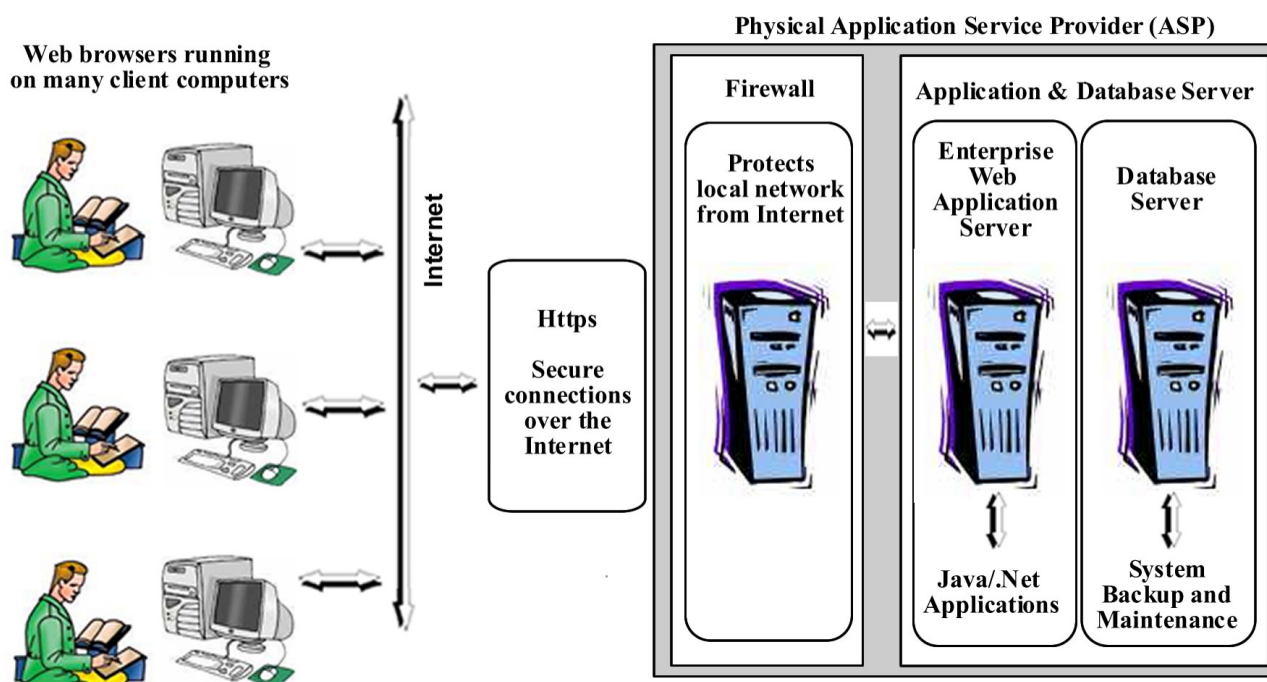 Physical Application Service Provider (ASP)
Web browsers running
on many client computers
Internet
Https
Secure
connections
over the
Internet
Firewall
Protects
local network
from Internet
Application & Database Server
Enterprise
Web
Application
Server
Java/.Net
Applications
Database
Server
System
Backup and
Maintenance